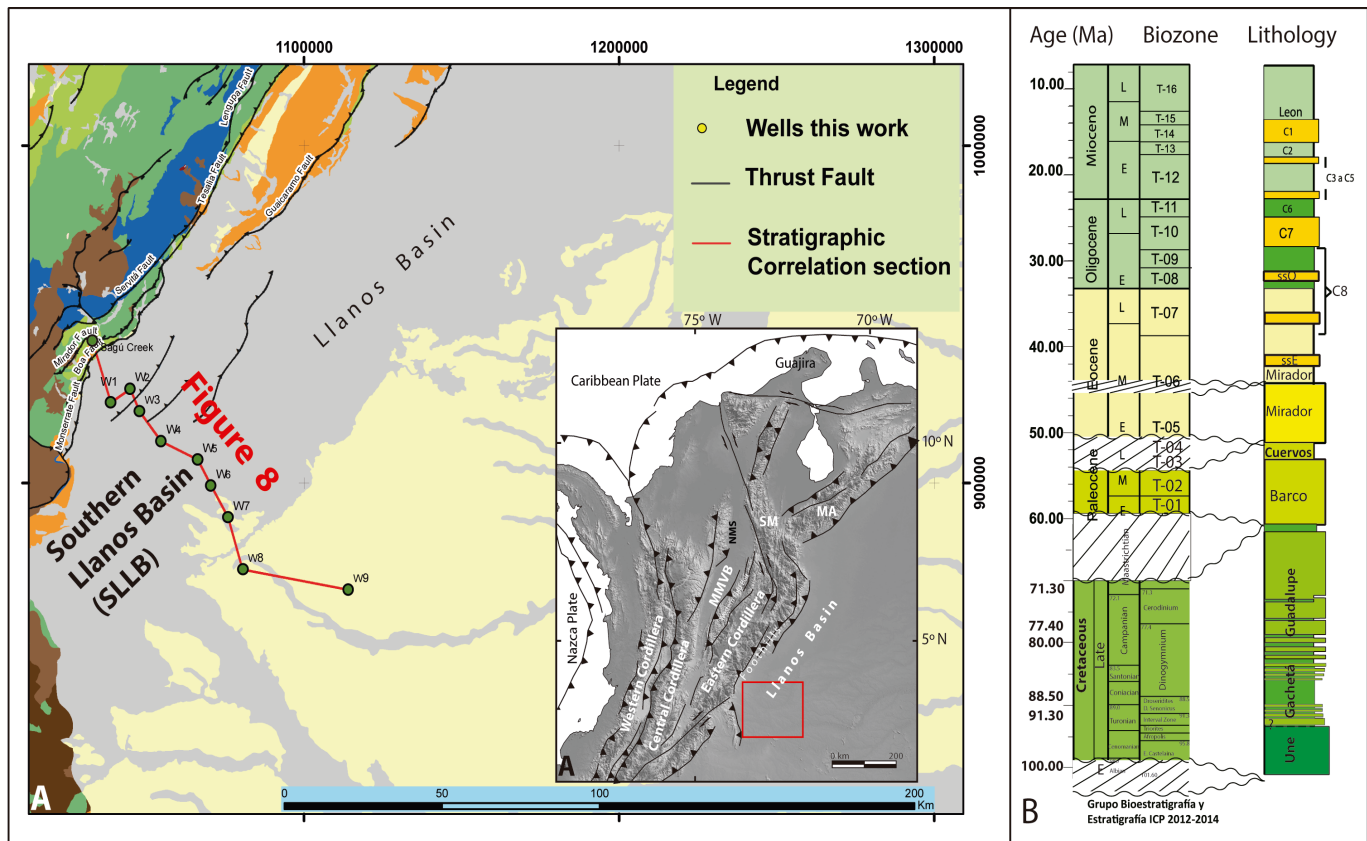 1100000
1200000
1300000
1000000
900000
Legend
Wells this work
Thrust Fault
Stratigraphic
Correlation section
Lengupa Fault
Tesalia Fault
Guaicaramo Fault
Servitá Fault
Mirador Fault
Boa Fault
Monserrate Fault
Llanos Basin
Sagú Creek
W1
W2
W3
W4
W5
W6
W7
W8
W9
Figure 8
Southern
Llanos Basin
(SLLB)
0
50
100
200
Km
A
75° W
70° W
10° N
5° N
Caribbean Plate
Guajira
Nazca Plate
NMS
SM
MA
MMVB
Western Cordillera
Central Cordillera
Eastern Cordillera
Foothills
Llanos Basin
0 km
200
A
Age (Ma)
Biozone
Lithology
10.00
20.00
30.00
40.00
50.00
60.00
71.30
77.40
80.00
88.50
91.30
100.00
Mioceno
L
M
E
Oligocene
L
E
Eocene
L
M
E
Paleocene
L
M
E
Maastrichtian
Cretaceous
Late
Campanian
Santonian
Coniacian
Turonian
Cenomanian
E
Albian
T-16
T-15
T-14
T-13
T-12
T-11
T-10
T-09
T-08
T-07
T-06
T-05
T-04
T-03
T-02
T-01
Cerodinium
Dinogymnium
Interval Zone
101.60
Leon
C1
C2
C3 a C5
C6
C7
ssO
C8
ssE
Mirador
Mirador
Cuervos
Barco
Guadalupe
Gachetá
?
Une
B
Grupo Bioestratigrafía y
Estratigrafía ICP 2012-2014